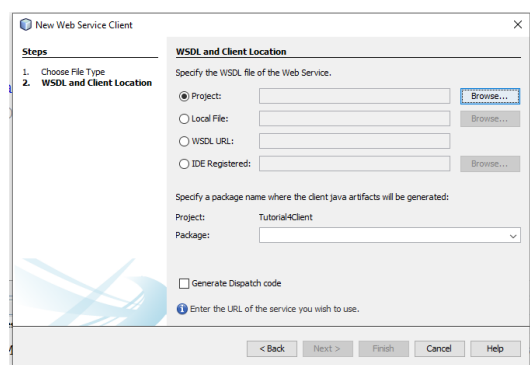 New Web Service Client
Steps
1. Choose File Type
2. WSDL and Client Location
WSDL and Client Location
Specify the WSDL file of the Web Service.
Project: Browse...
Local File: Browse...
WSDL URL:
IDE Registered: Browse...
Specify a package name where the client java artifacts will be generated:
Project: Tutorial4Client
Package:
Generate Dispatch code
Enter the URL of the service you wish to use.
< Back Next > Finish Cancel Help